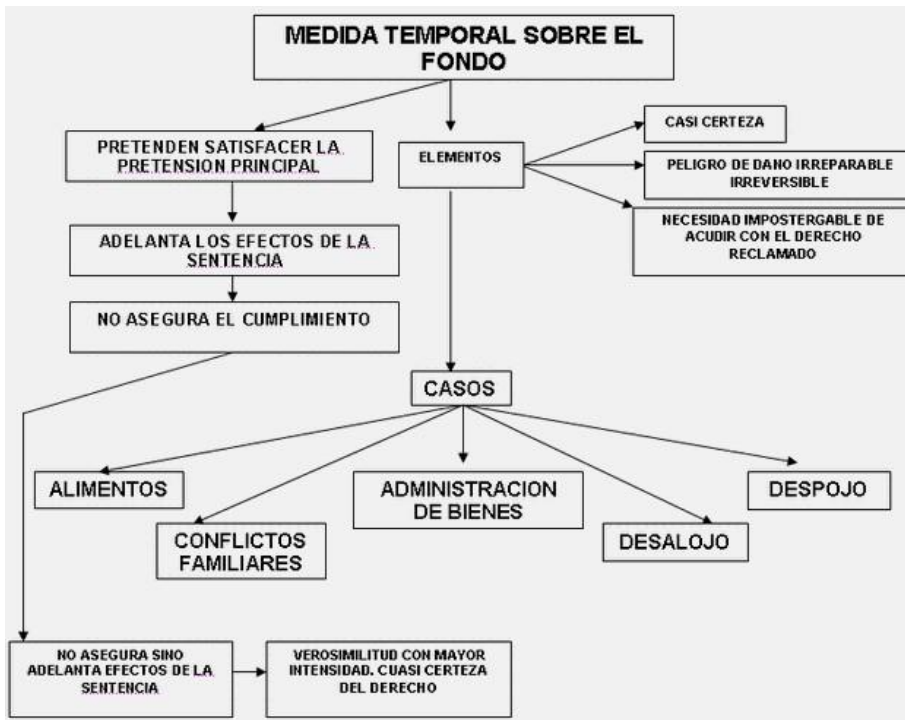 MEDIDA TEMPORAL SOBRE EL
FONDO
PRETENDEN SATISFACER LA
PRETENSION PRINCIPAL
ELEMENTOS
CASI CERTEZA
PELIGRO DE DANO IRREPARABLE
IRREVERSIBLE
NECESIDAD IMPOSTERGABLE DE
ACUDIR CON EL DERECHO
RECLAMADO
ADELANTA LOS EFECTOS DE LA
SENTENCIA
NO ASEGURA EL CUMPLIMIENTO
CASOS
ALIMENTOS
CONFLICTOS
FAMILIARES
ADMINISTRACION
DE BIENES
DESALOJO
DESPOJO
NO ASEGURA SINO
ADELANTA EFECTOS DE LA
SENTENCIA
VEROSIMILITUD CON MAYOR
INTENSIDAD. CUASI CERTEZA
DEL DERECHO